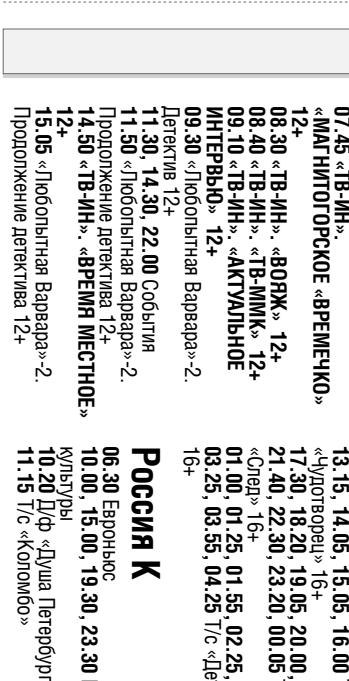 07.45 «ТВ-ИН».
«МАГНИТОГОРСКОЕ «ВРЕМЕЧКО»
12+
08.30 «ТВ-ИН». «ВОЯЖ» 12+
08.40 «ТВ-ИН». «ТВ-ММК» 12+
09.10 «ТВ-ИН». «АКТУАЛЬНОЕ
ИНТЕРВЬЮ» 12+
09.30 «Любопытная Варвара»-2.
Детектив 12+
11.30, 14.30, 22.00 События
11.50 «Любопытная Варвара»-2.
Продолжение детектива 12+
14.50 «ТВ-ИН». «ВРЕМЯ МЕСТНОЕ»
12+
15.05 «Любопытная Варвара»-2.
Продолжение детектива 12+
13.15, 14.05, 15.05, 16.00
«Чудотворец» 16+
17.30, 18.20, 19.05, 20.00,
21.40, 22.30, 23.20, 00.05
«След» 16+
01.00, 01.25, 01.55, 02.25,
03.25, 03.55, 04.25 Т/с
16+
Россия К
06.30 Евроньюс
10.00, 15.00, 19.30, 23.30
культуры
10.20 Д/ф «Душа
11.15 Т/с «Коломбо»